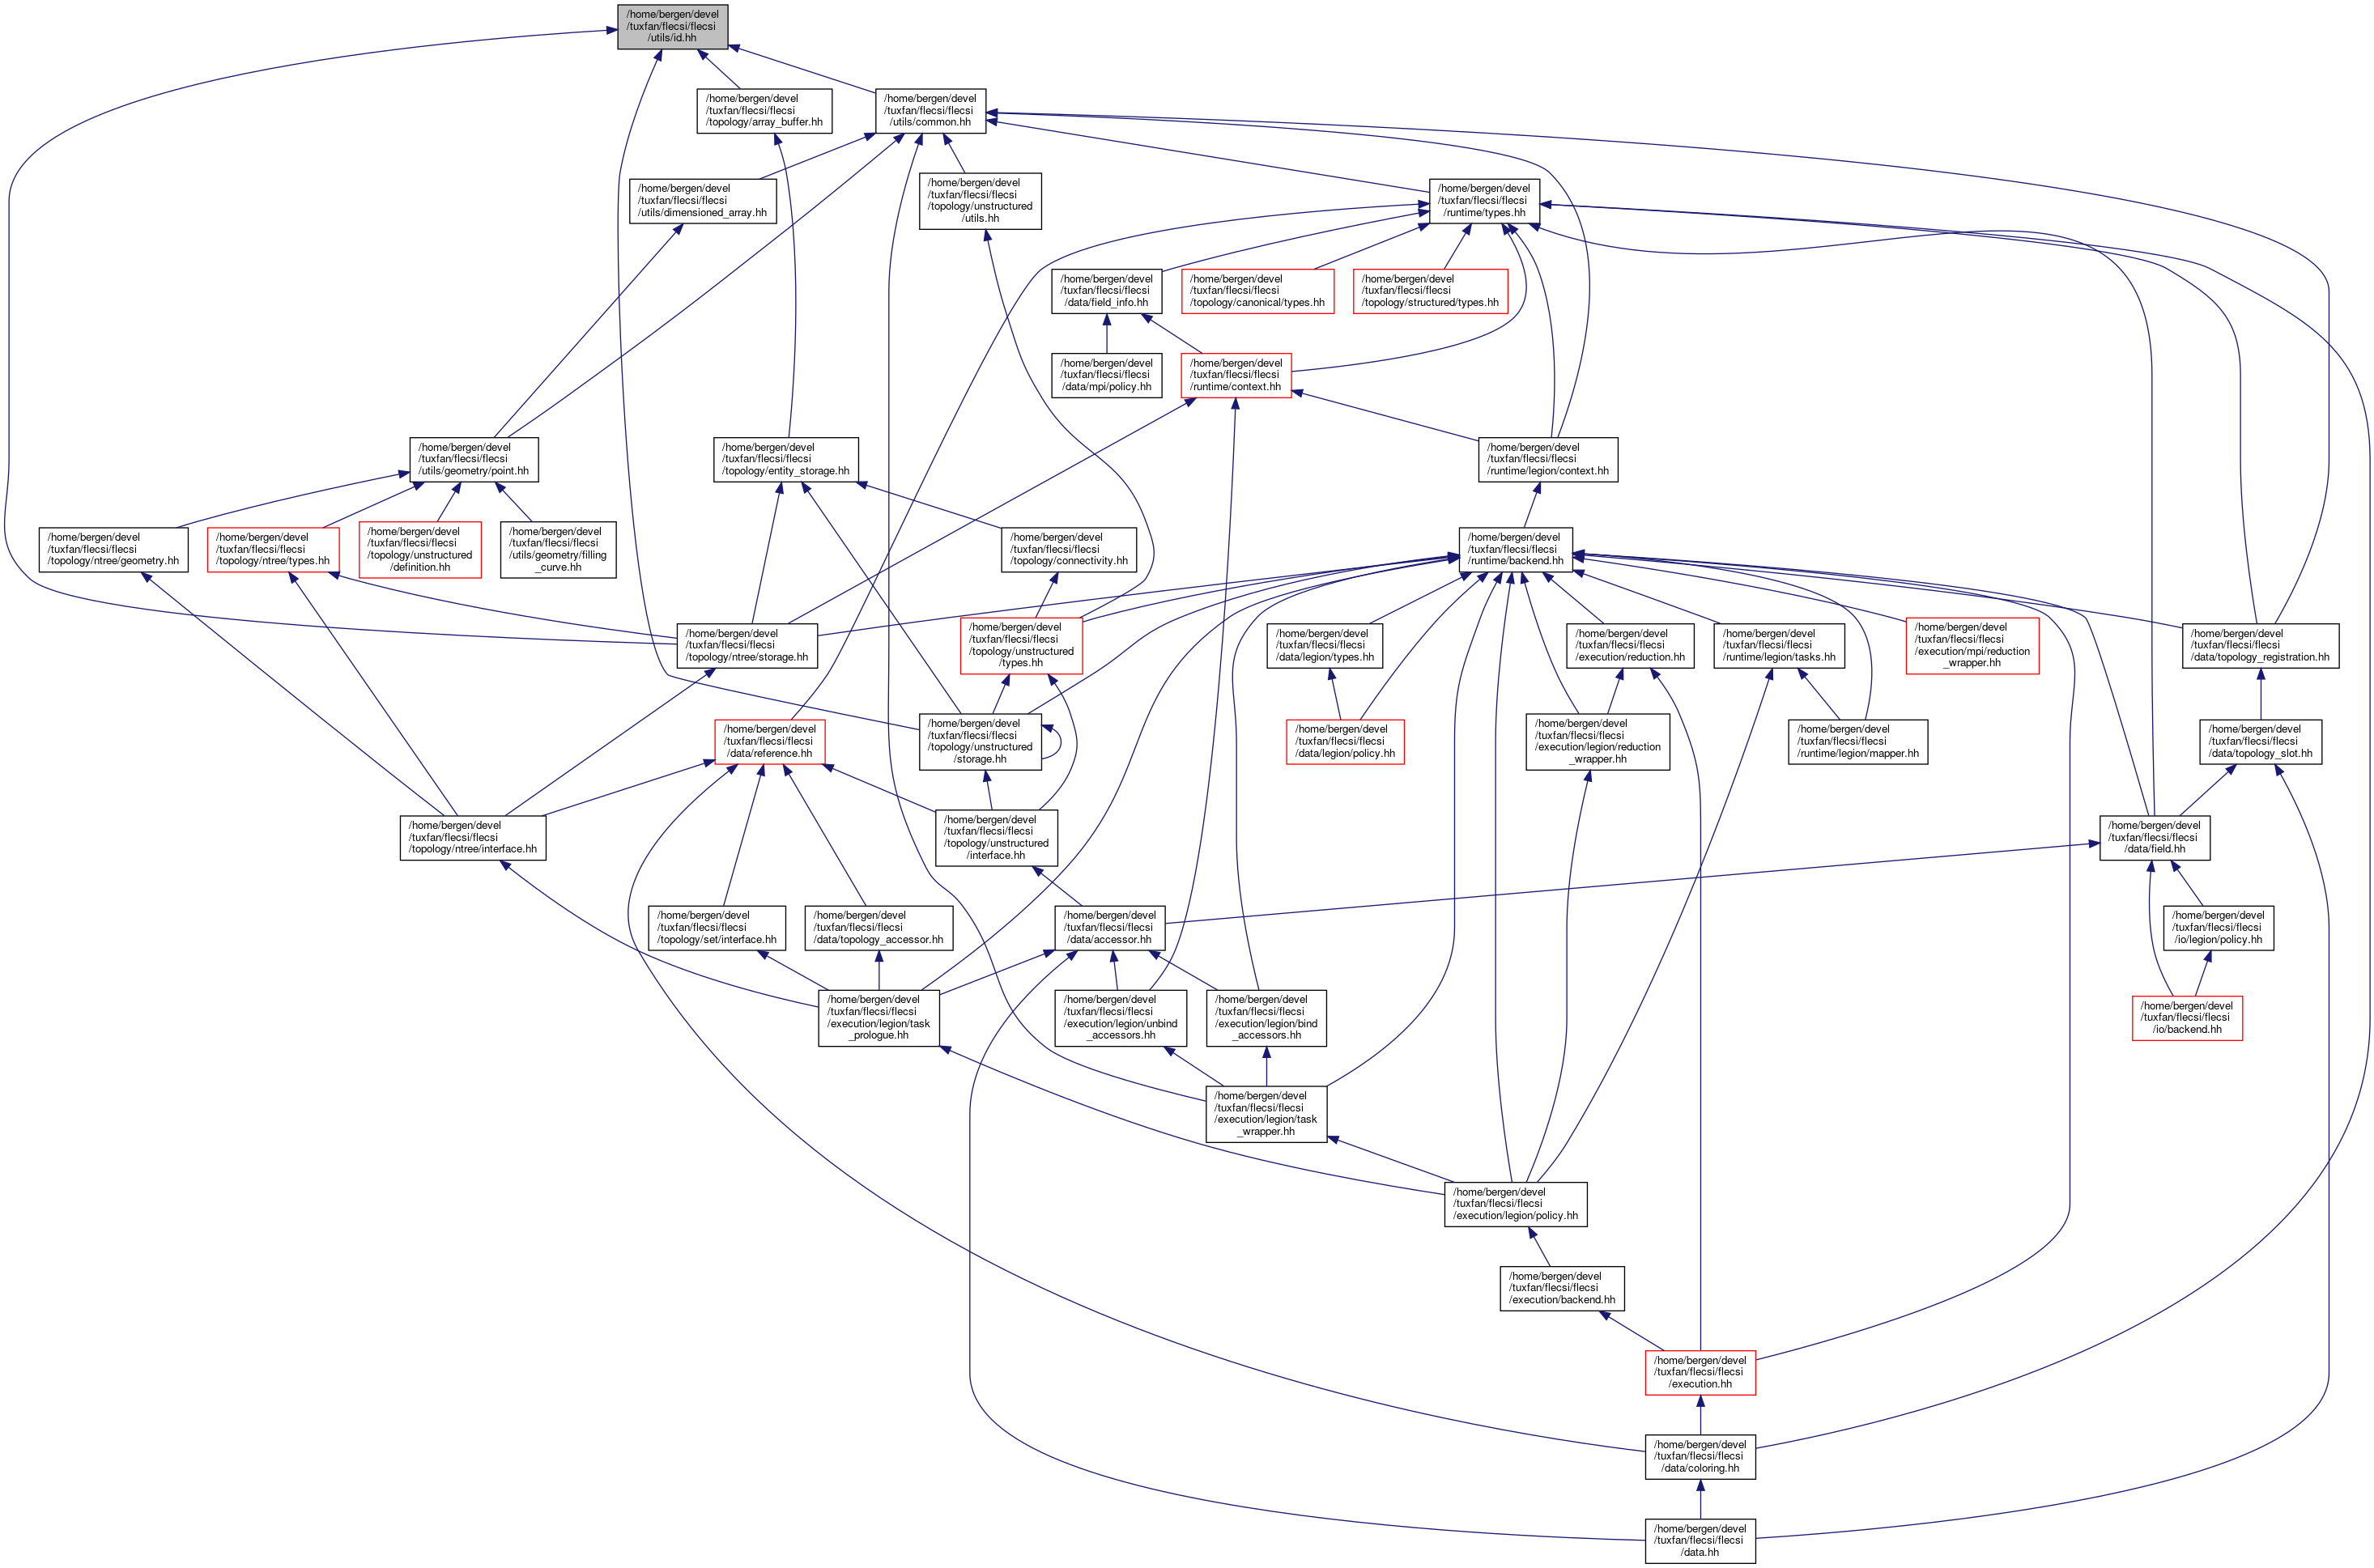 /home/bergen/devel
/tuxfan/flecsi/flecsi
/utils/id.hh
/home/bergen/devel
/tuxfan/flecsi/flecsi
/topology/array_buffer.hh
/home/bergen/devel
/tuxfan/flecsi/flecsi
/utils/common.hh
/home/bergen/devel
/tuxfan/flecsi/flecsi
/utils/dimensioned_array.hh
/home/bergen/devel
/tuxfan/flecsi/flecsi
/topology/unstructured
/utils.hh
/home/bergen/devel
/tuxfan/flecsi/flecsi
/runtime/types.hh
/home/bergen/devel
/tuxfan/flecsi/flecsi
/data/field_info.hh
/home/bergen/devel
/tuxfan/flecsi/flecsi
/topology/canonical/types.hh
/home/bergen/devel
/tuxfan/flecsi/flecsi
/topology/structured/types.hh
/home/bergen/devel
/tuxfan/flecsi/flecsi
/data/mpi/policy.hh
/home/bergen/devel
/tuxfan/flecsi/flecsi
/runtime/context.hh
/home/bergen/devel
/tuxfan/flecsi/flecsi
/utils/geometry/point.hh
/home/bergen/devel
/tuxfan/flecsi/flecsi
/topology/entity_storage.hh
/home/bergen/devel
/tuxfan/flecsi/flecsi
/runtime/legion/context.hh
/home/bergen/devel
/tuxfan/flecsi/flecsi
/topology/ntree/geometry.hh
/home/bergen/devel
/tuxfan/flecsi/flecsi
/topology/ntree/types.hh
/home/bergen/devel
/tuxfan/flecsi/flecsi
/topology/unstructured
/definition.hh
/home/bergen/devel
/tuxfan/flecsi/flecsi
/utils/geometry/filling
_curve.hh
/home/bergen/devel
/tuxfan/flecsi/flecsi
/topology/connectivity.hh
/home/bergen/devel
/tuxfan/flecsi/flecsi
/runtime/backend.hh
/home/bergen/devel
/tuxfan/flecsi/flecsi
/topology/ntree/storage.hh
/home/bergen/devel
/tuxfan/flecsi/flecsi
/topology/unstructured
/types.hh
/home/bergen/devel
/tuxfan/flecsi/flecsi
/data/legion/types.hh
/home/bergen/devel
/tuxfan/flecsi/flecsi
/execution/reduction.hh
/home/bergen/devel
/tuxfan/flecsi/flecsi
/runtime/legion/tasks.hh
/home/bergen/devel
/tuxfan/flecsi/flecsi
/execution/mpi/reduction
_wrapper.hh
/home/bergen/devel
/tuxfan/flecsi/flecsi
/data/topology_registration.hh
/home/bergen/devel
/tuxfan/flecsi/flecsi
/data/reference.hh
/home/bergen/devel
/tuxfan/flecsi/flecsi
/topology/unstructured
/storage.hh
/home/bergen/devel
/tuxfan/flecsi/flecsi
/data/legion/policy.hh
/home/bergen/devel
/tuxfan/flecsi/flecsi
/execution/legion/reduction
_wrapper.hh
/home/bergen/devel
/tuxfan/flecsi/flecsi
/runtime/legion/mapper.hh
/home/bergen/devel
/tuxfan/flecsi/flecsi
/data/topology_slot.hh
/home/bergen/devel
/tuxfan/flecsi/flecsi
/topology/ntree/interface.hh
/home/bergen/devel
/tuxfan/flecsi/flecsi
/topology/unstructured
/interface.hh
/home/bergen/devel
/tuxfan/flecsi/flecsi
/data/field.hh
/home/bergen/devel
/tuxfan/flecsi/flecsi
/topology/set/interface.hh
/home/bergen/devel
/tuxfan/flecsi/flecsi
/data/topology_accessor.hh
/home/bergen/devel
/tuxfan/flecsi/flecsi
/data/accessor.hh
/home/bergen/devel
/tuxfan/flecsi/flecsi
/io/legion/policy.hh
/home/bergen/devel
/tuxfan/flecsi/flecsi
/execution/legion/task
_prologue.hh
/home/bergen/devel
/tuxfan/flecsi/flecsi
/execution/legion/unbind
_accessors.hh
/home/bergen/devel
/tuxfan/flecsi/flecsi
/execution/legion/bind
_accessors.hh
/home/bergen/devel
/tuxfan/flecsi/flecsi
/io/backend.hh
/home/bergen/devel
/tuxfan/flecsi/flecsi
/execution/legion/task
_wrapper.hh
/home/bergen/devel
/tuxfan/flecsi/flecsi
/execution/legion/policy.hh
/home/bergen/devel
/tuxfan/flecsi/flecsi
/execution/backend.hh
/home/bergen/devel
/tuxfan/flecsi/flecsi
/execution.hh
/home/bergen/devel
/tuxfan/flecsi/flecsi
/data/coloring.hh
/home/bergen/devel
/tuxfan/flecsi/flecsi
/data.hh